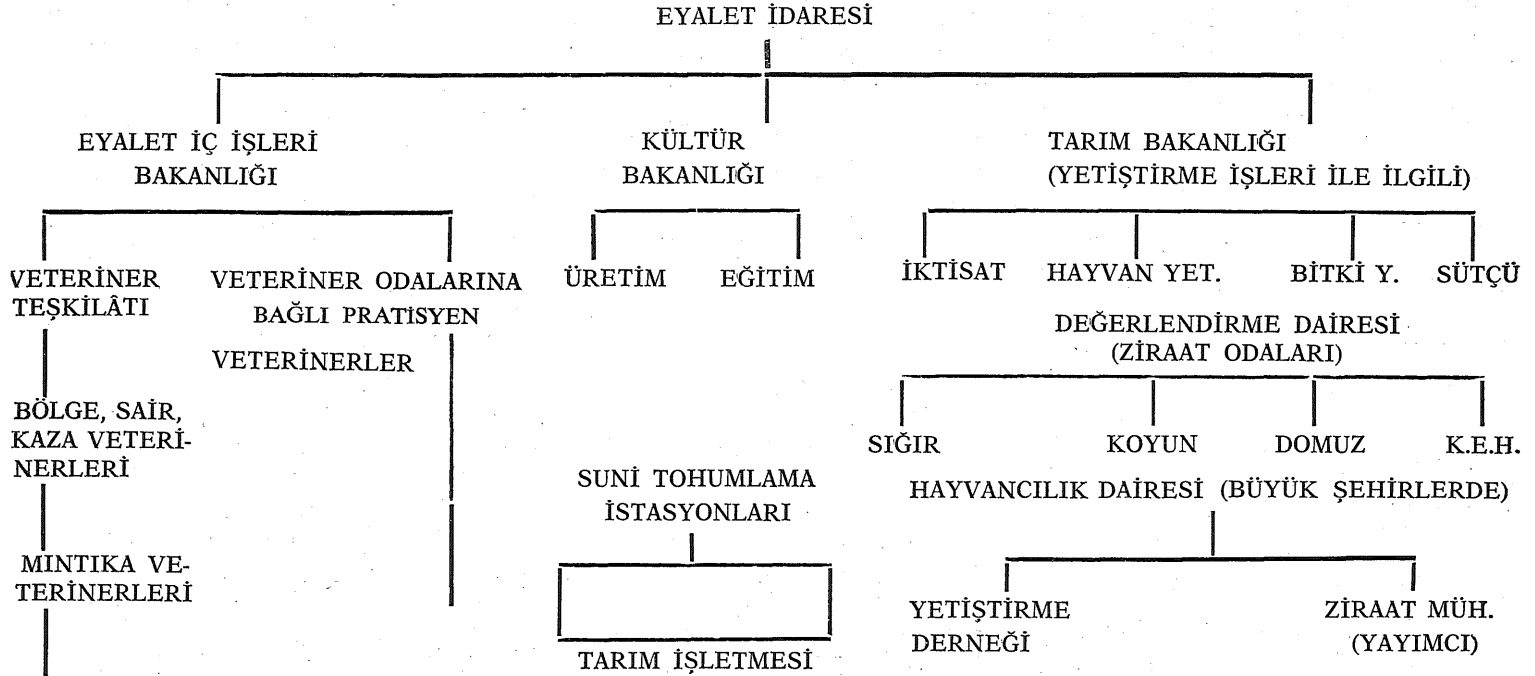 EYALET İDARESİ
EYALET İÇ İŞLERİ
BAKANLIĞI
KÜLTÜR
BAKANLIĞI
TARIM BAKANLIĞI
(YETİŞTİRME İŞLERİ İLE İLGİLİ)
VETERİNER
TEŞKİLÂTI
VETERİNER ODALARINA
BAĞLI PRATİSYEN
VETERİNERLER
ÜRETİM
EĞİTİM
İKTİSAT
HAYVAN YET.
BİTKİ Y.
SÜTÇÜ
DEĞERLENDİRME DAİRESİ
(ZİRAAT ODALARI)
BÖLGE, SAİR,
KAZA VETERİ-
NERLERİ
SIĞIR
KOYUN
DOMUZ
K.E.H.
SUNİ TOHUMLAMA
İSTASYONLARI
HAYVANCILIK DAİRESİ (BÜYÜK ŞEHİRLERDE)
MINTIKA VE-
TERİNERLERİ
YETİŞTİRME
DERNEĞİ
ZİRAAT MÜH.
(YAYIMCI)
TARIM İŞLETMESİ